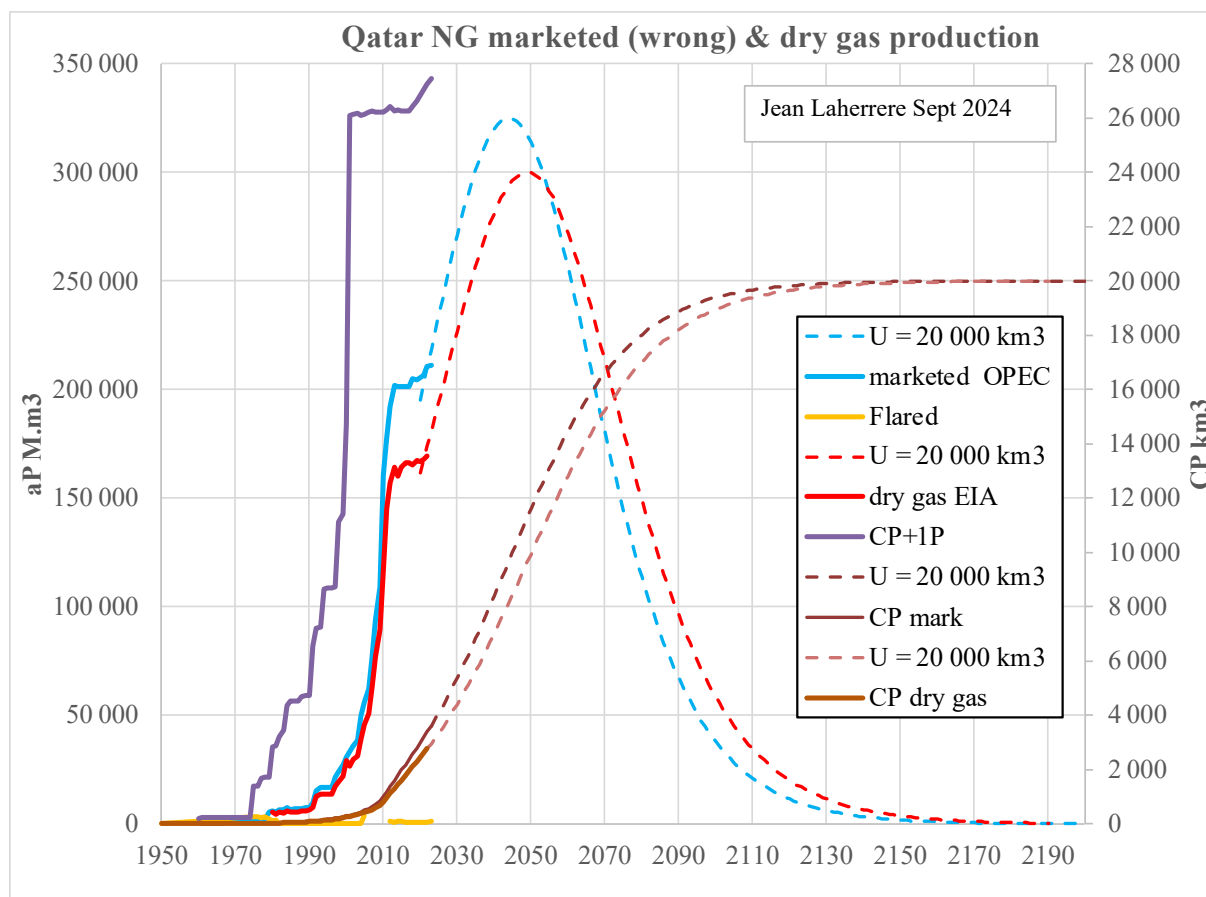 Qatar NG marketed (wrong) & dry gas production
Jean Laherrere Sept 2024
aP M.m3
350 000
300 000
250 000
200 000
150 000
100 000
50 000
0
28 000
26 000
24 000
22 000
20 000
18 000
16 000
14 000
12 000
10 000
8 000
6 000
4 000
2 000
0
CP km3
U = 20 000 km3
marketed OPEC
Flared
U = 20 000 km3
dry gas EIA
CP+1P
U = 20 000 km3
CP mark
U = 20 000 km3
CP dry gas
1950 1970 1990 2010 2030 2050 2070 2090 2110 2130 2150 2170 2190